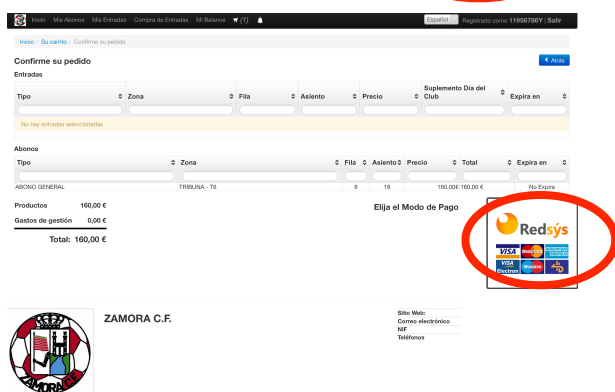 Inicio Mis Abonos Mis Entradas Compra de Entradas Mi Balance (1) Español Registrado como 11956786Y | Salir
Inicio / Su carrito / Confirme su pedido
Confirme su pedido Atrás
Entradas
Tipo Zona Fila Asiento Precio Suplemento Día del Club Expira en
No hay entradas seleccionadas
Abonos
Tipo Zona Fila Asiento Precio Total Expira en
ABONO GENERAL TRIBUNA - T6 8 18 160,00€ 160,00 € No Expira
Productos 160,00 €
Gastos de gestión 0,00 €
Total: 160,00 €
Elija el Modo de Pago
Redsýs
VISA MasterCard
VISA Electron Maestro
ZAMORA C.F.
Sitio Web:
Correo electrónico
NIF
Teléfonos
ZAMORA C.F.